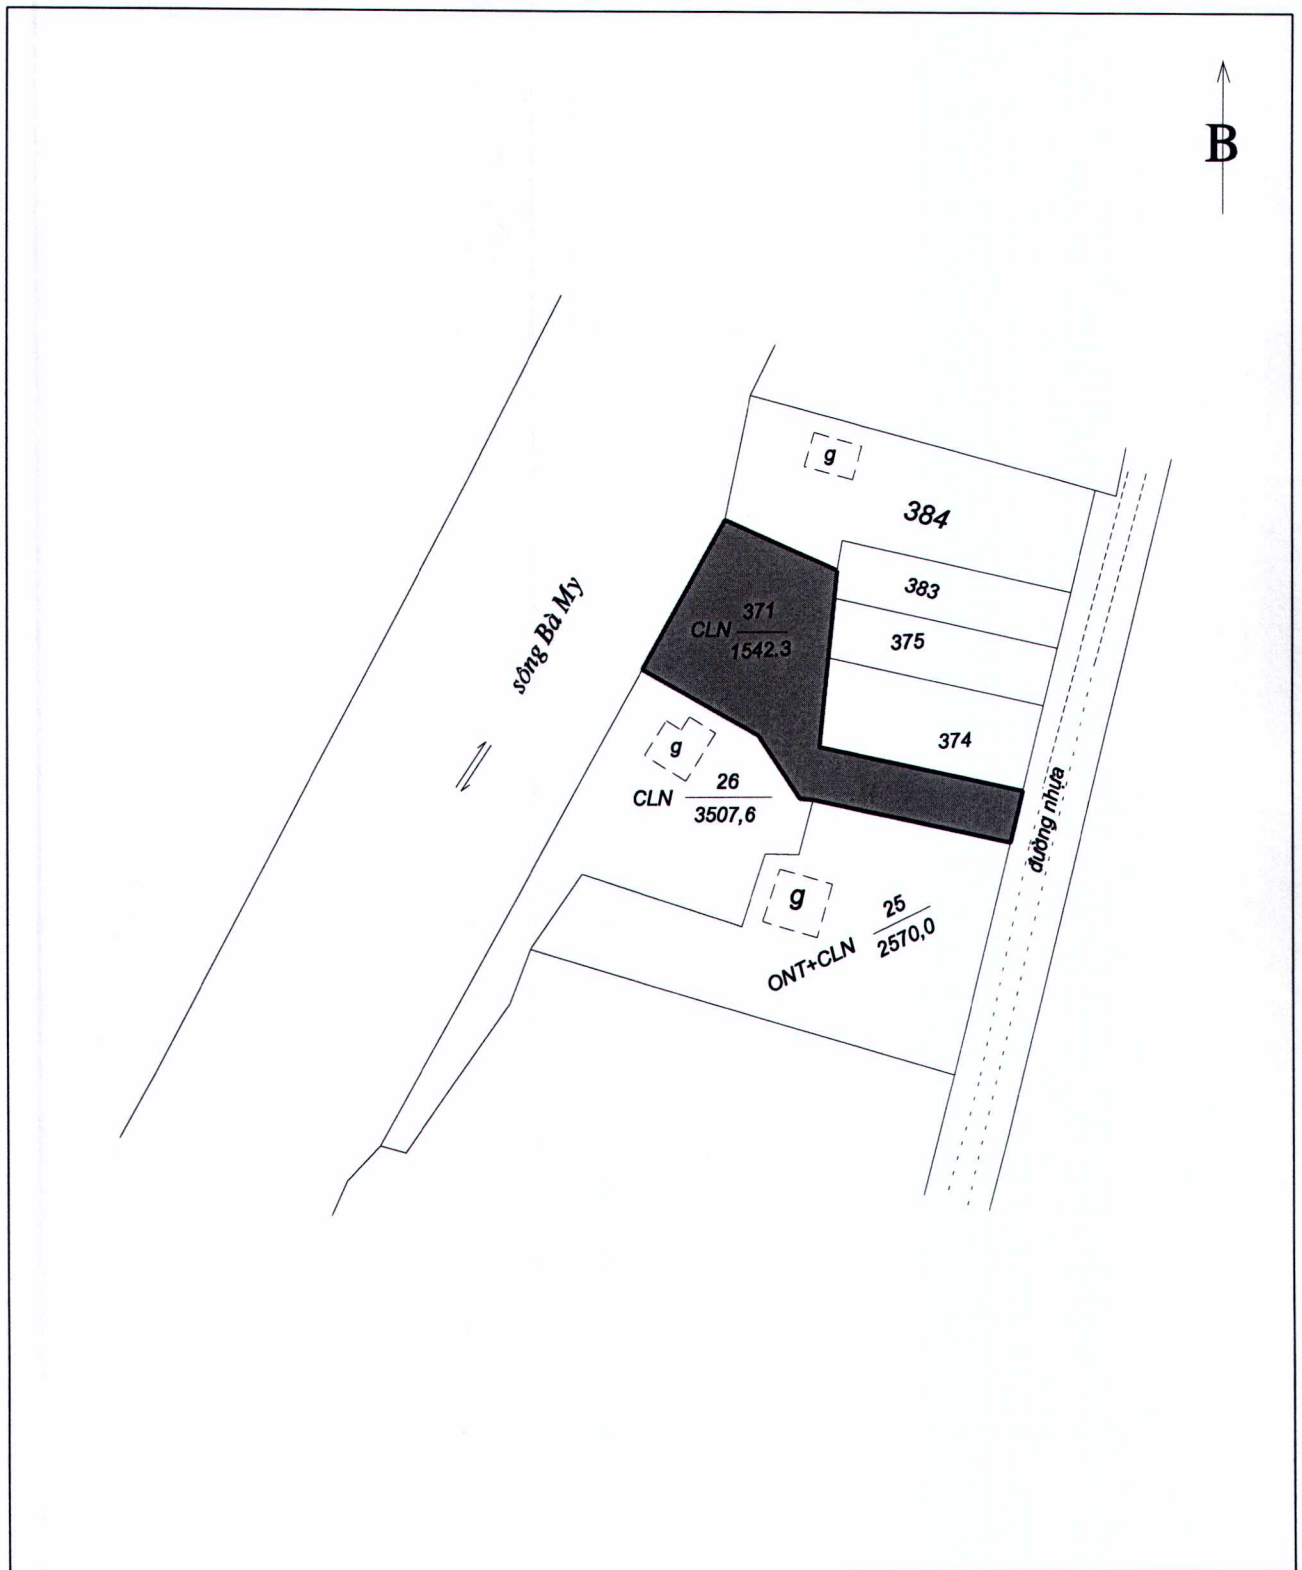 B
g
384
383
371
CLN
1542.3
375
sông Bà My
374
g
26
CLN
3507,6
đường nhựa
g
25
ONT+CLN
2570,0